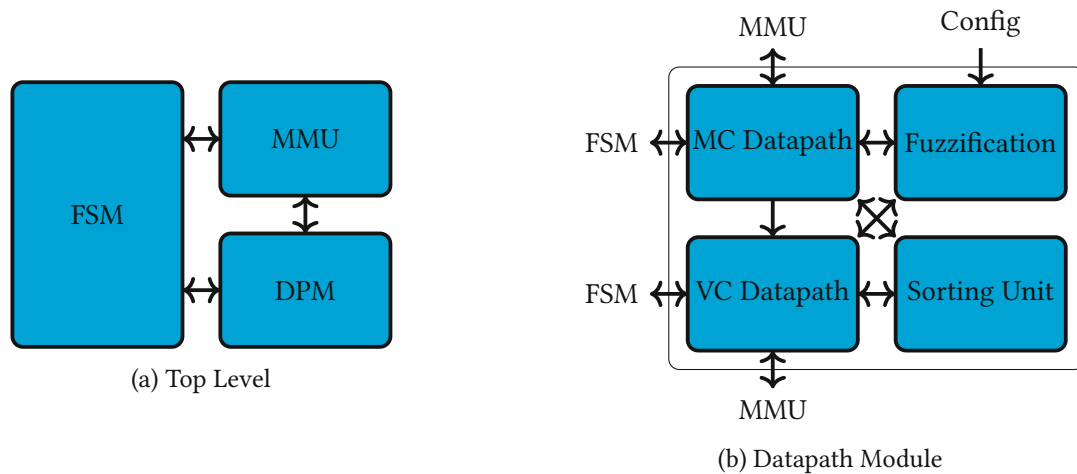 FSM
MMU
DPM
(a) Top Level
MMU
Config
FSM
MC Datapath
Fuzzification
FSM
VC Datapath
Sorting Unit
MMU
(b) Datapath Module